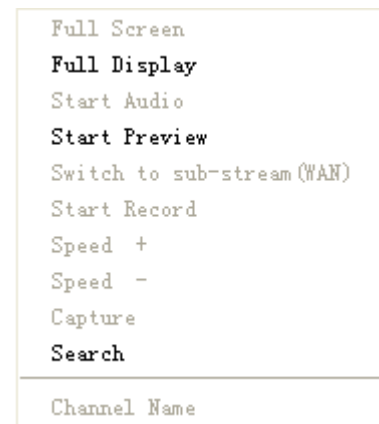 Full Screen
Full Display
Start Audio
Start Preview
Switch to sub-stream(WAN)
Start Record
Speed +
Speed -
Capture
Search
Channel Name